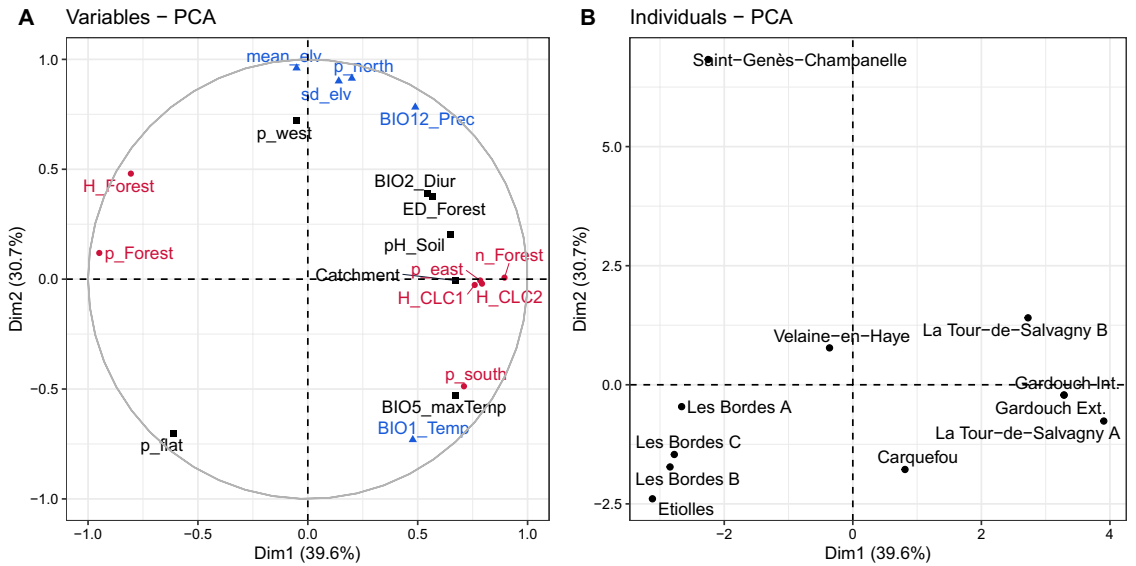 A Variables − PCA
mean_elv
p_north
sd_elv
BIO12_Prec
p_west
H_Forest
BIO2_Diur
ED_Forest
pH_Soil
p_Forest
n_Forest
p_east
Catchment
H_CLC1
H_CLC2
p_south
BIO5_maxTemp
BIO1_Temp
p_flat
1.0
0.5
0.0
−0.5
−1.0
Dim2 (30.7%)
−1.0 −0.5 0.0 0.5 1.0
Dim1 (39.6%)
B Individuals − PCA
Saint−Genès−Champanelle
Velaine−en−Haye
La Tour−de−Salvagny B
Gardouch Int.
Les Bordes A
Gardouch Ext.
La Tour−de−Salvagny A
Les Bordes C
Carquefou
Les Bordes B
Etiolles
5.0
2.5
0.0
−2.5
Dim2 (30.7%)
−2 0 2 4
Dim1 (39.6%)